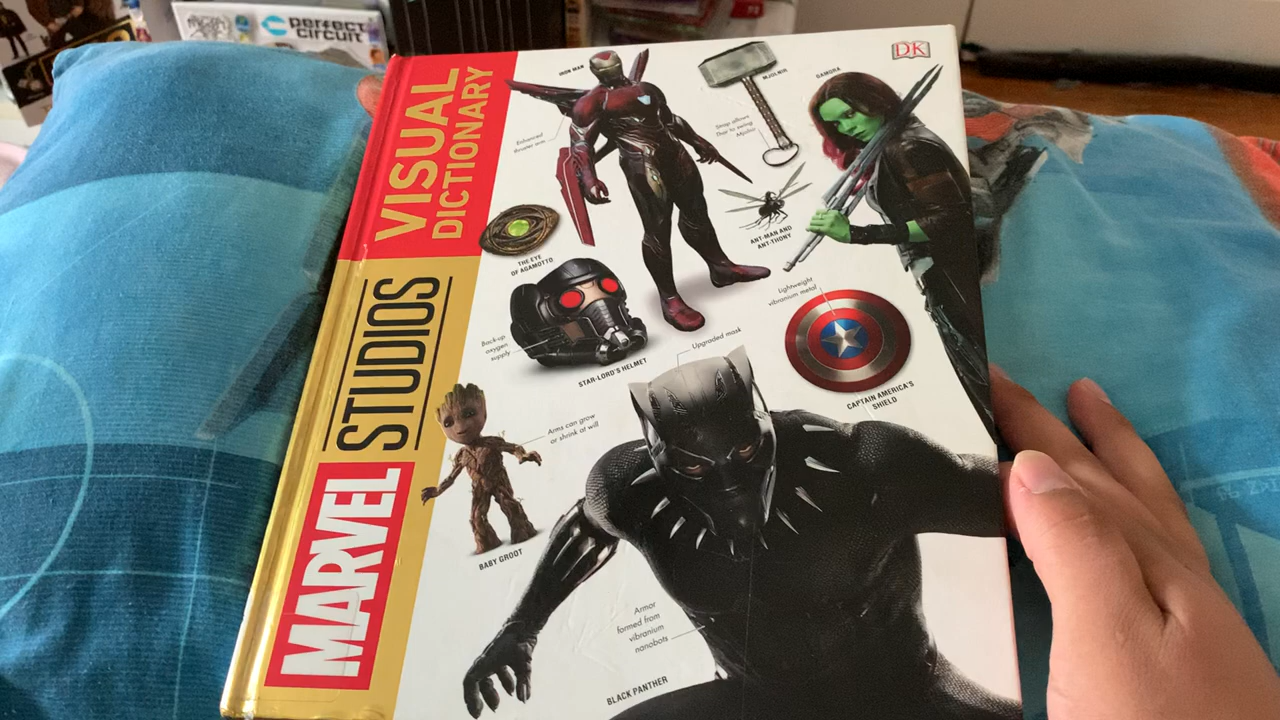 perfect
circuit
MARVEL
STUDIOS
VISUAL
DICTIONARY
DK
IRON MAN
Enhanced
thruster arm
MJOLNIR
Strap allows
Thor to swing
Mjolnir
GAMORA
THE EYE
OF AGAMOTTO
ANT-MAN AND
ANT-THONY
Lightweight
vibranium metal
CAPTAIN AMERICA'S
SHIELD
Back-up
oxygen
supply
STAR-LORD'S HELMET
Upgraded mask
Arms can grow
or shrink at will
BABY GROOT
Armor
formed from
vibranium
nanobots
BLACK PANTHER